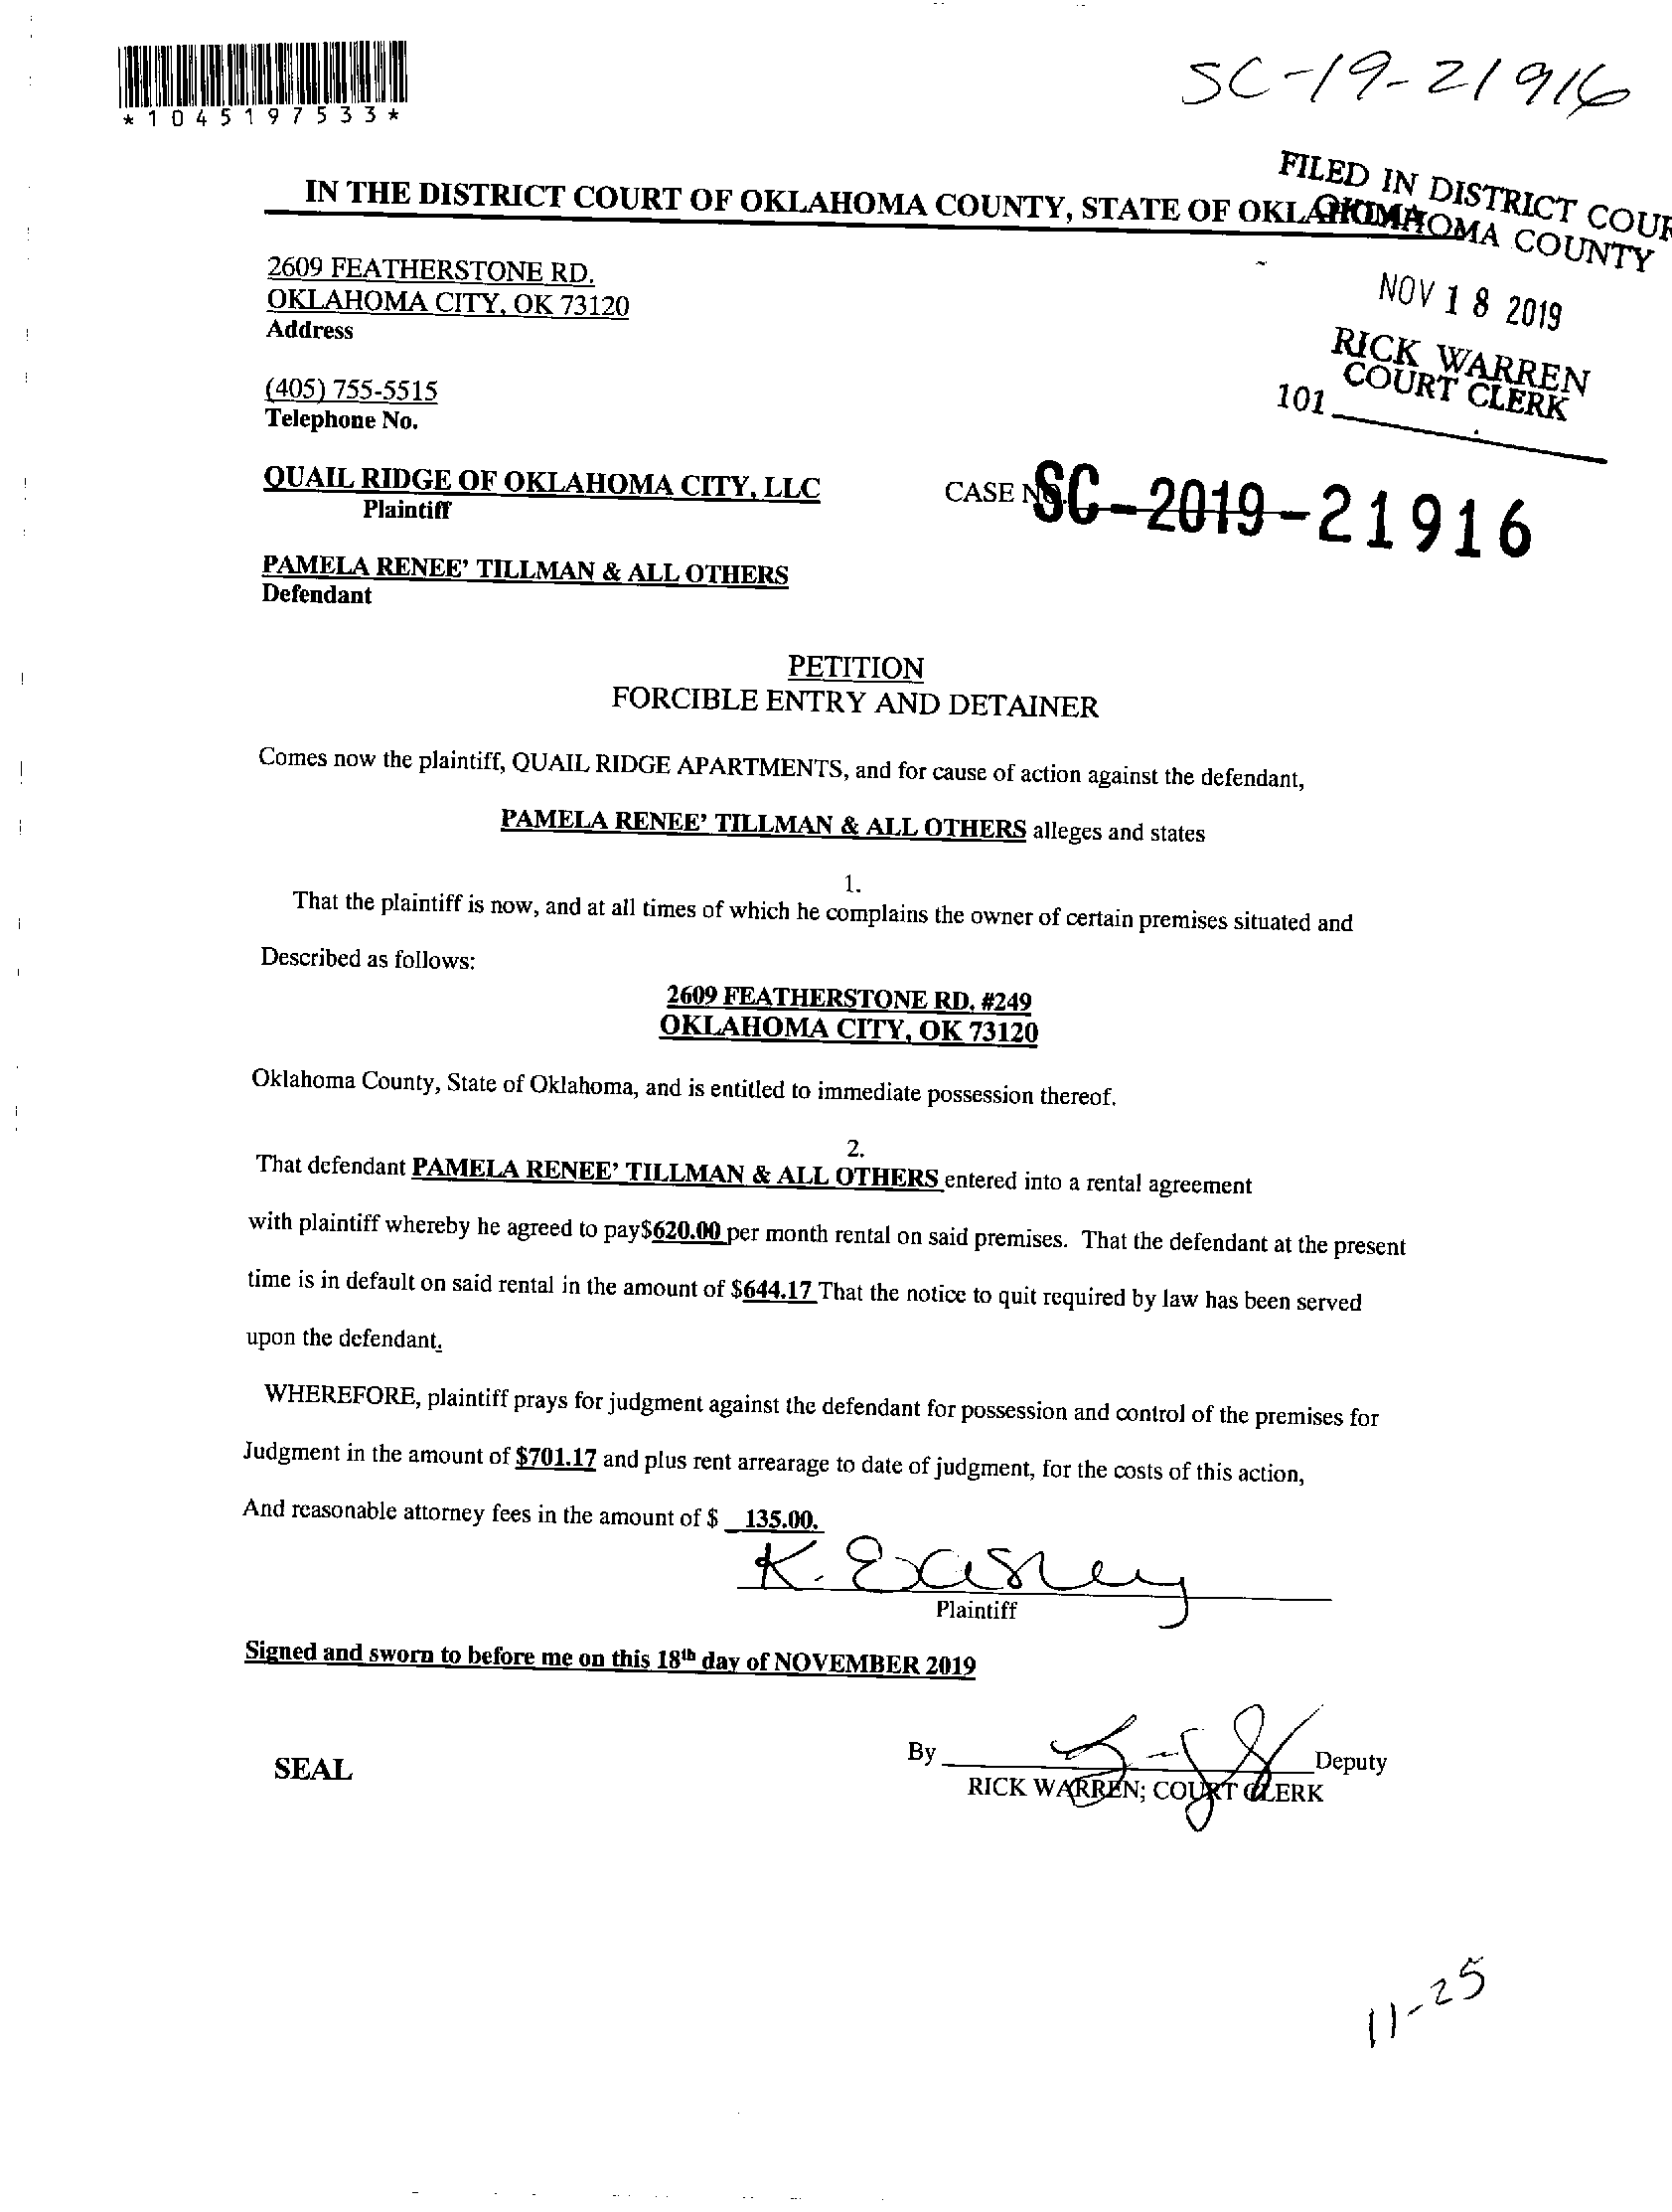 *1045197533*
SC-19-21916
FILED IN DISTRICT COUR
OKLAHOMA COUNTY
IN THE DISTRICT COURT OF OKLAHOMA COUNTY, STATE OF OKLAHOMA
NOV 18 2019
RICK WARREN
COURT CLERK
101
2609 FEATHERSTONE RD.
OKLAHOMA CITY, OK 73120
Address
(405) 755-5515
Telephone No.
QUAIL RIDGE OF OKLAHOMA CITY, LLC
Plaintiff
CASE NO. SC-2019-21916
PAMELA RENEE' TILLMAN & ALL OTHERS
Defendant
PETITION
FORCIBLE ENTRY AND DETAINER
Comes now the plaintiff, QUAIL RIDGE APARTMENTS, and for cause of action against the defendant,
PAMELA RENEE' TILLMAN & ALL OTHERS alleges and states
1.
That the plaintiff is now, and at all times of which he complains the owner of certain premises situated and
Described as follows:
2609 FEATHERSTONE RD. #249
OKLAHOMA CITY, OK 73120
Oklahoma County, State of Oklahoma, and is entitled to immediate possession thereof.
2.
That defendant PAMELA RENEE' TILLMAN & ALL OTHERS entered into a rental agreement
with plaintiff whereby he agreed to pay$620.00 per month rental on said premises. That the defendant at the present
time is in default on said rental in the amount of $644.17 That the notice to quit required by law has been served
upon the defendant.
WHEREFORE, plaintiff prays for judgment against the defendant for possession and control of the premises for
Judgment in the amount of $701.17 and plus rent arrearage to date of judgment, for the costs of this action,
And reasonable attorney fees in the amount of $ 135.00.
K. Easley
Plaintiff
Signed and sworn to before me on this 18th day of NOVEMBER 2019
SEAL
By Deputy
RICK WARREN; COURT CLERK
11-25